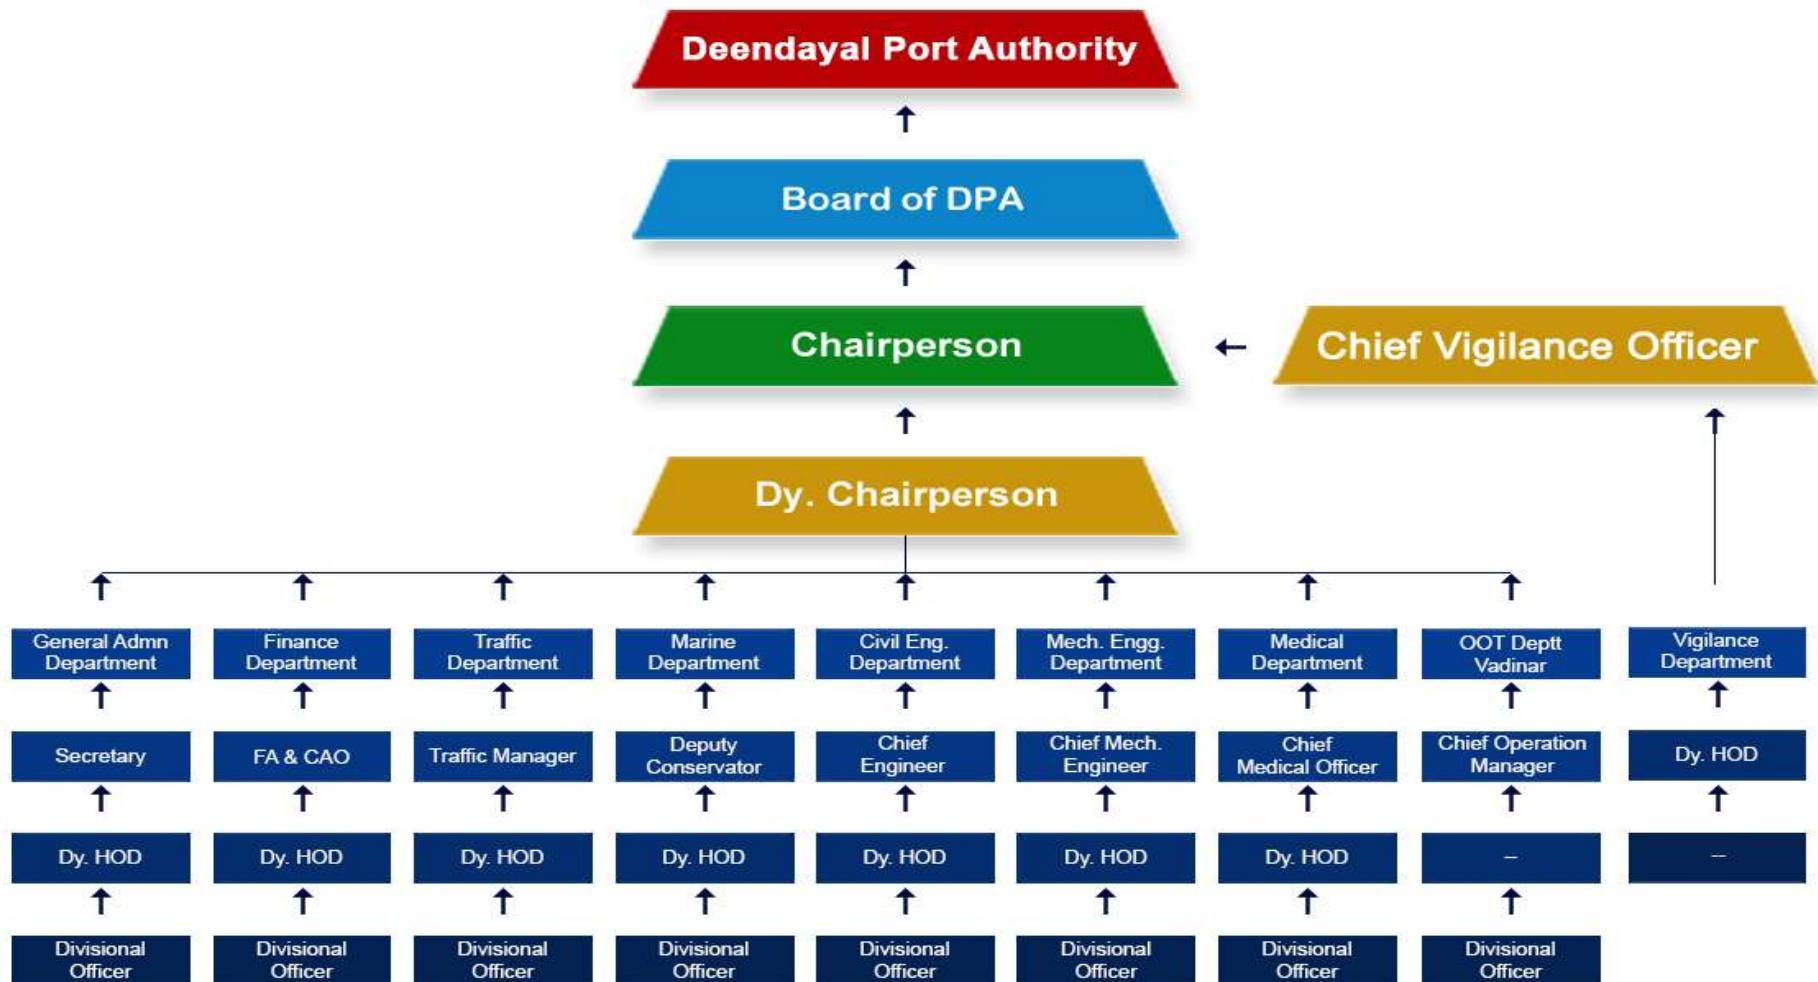 Deendayal Port Authority
Board of DPA
Chairperson
Chief Vigilance Officer
Dy. Chairperson
General Admn
Department
Finance
Department
Traffic
Department
Marine
Department
Civil Eng.
Department
Mech. Engg.
Department
Medical
Department
OOT Deptt
Vadinar
Vigilance
Department
Secretary
FA & CAO
Traffic Manager
Deputy
Conservator
Chief
Engineer
Chief Mech.
Engineer
Chief
Medical Officer
Chief Operation
Manager
Dy. HOD
Dy. HOD
Dy. HOD
Dy. HOD
Dy. HOD
Dy. HOD
Dy. HOD
Dy. HOD
--
--
Divisional
Officer
Divisional
Officer
Divisional
Officer
Divisional
Officer
Divisional
Officer
Divisional
Officer
Divisional
Officer
Divisional
Officer